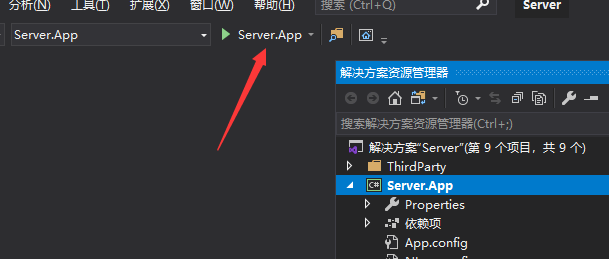 分析(N) 工具(T) 扩展(X) 窗口(W) 帮助(H) 搜索 (Ctrl+Q) Server
Server.App Server.App
解决方案资源管理器
搜索解决方案资源管理器(Ctrl+;)
解决方案"Server"(第 9 个项目，共 9 个)
ThirdParty
C# Server.App
Properties
依赖项
App.config